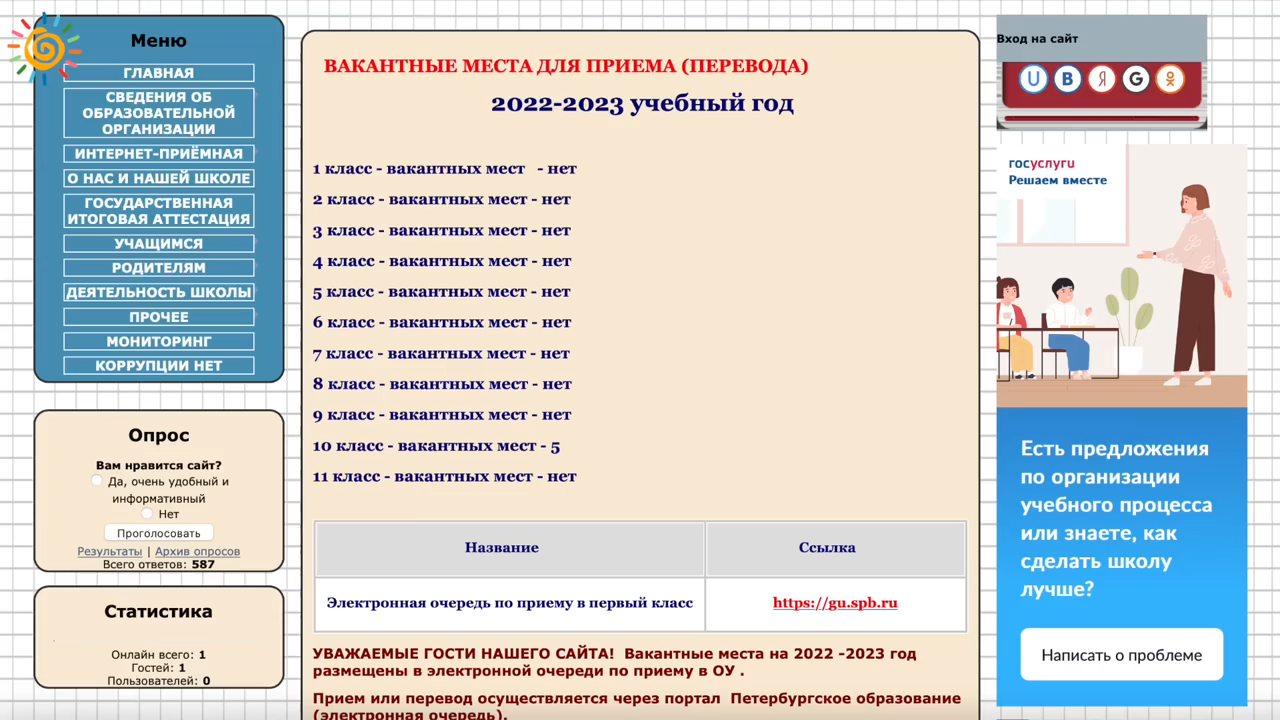 Меню
ГЛАВНАЯ
СВЕДЕНИЯ ОБ
ОБРАЗОВАТЕЛЬНОЙ
ОРГАНИЗАЦИИ
ИНТЕРНЕТ-ПРИЁМНАЯ
О НАС И НАШЕЙ ШКОЛЕ
ГОСУДАРСТВЕННАЯ
ИТОГОВАЯ АТТЕСТАЦИЯ
УЧАЩИМСЯ
РОДИТЕЛЯМ
ДЕЯТЕЛЬНОСТЬ ШКОЛЫ
ПРОЧЕЕ
МОНИТОРИНГ
КОРРУПЦИИ НЕТ
Опрос
Вам нравится сайт?
Да, очень удобный и
информативный
Нет
Проголосовать
Результаты | Архив опросов
Всего ответов: 587
Статистика
Онлайн всего: 1
Гостей: 1
Пользователей: 0
ВАКАНТНЫЕ МЕСТА ДЛЯ ПРИЕМА (ПЕРЕВОДА)
2022-2023 учебный год
1 класс - вакантных мест   - нет
2 класс - вакантных мест - нет
3 класс - вакантных мест - нет
4 класс - вакантных мест - нет
5 класс - вакантных мест - нет
6 класс - вакантных мест - нет
7 класс - вакантных мест - нет
8 класс - вакантных мест - нет
9 класс - вакантных мест - нет
10 класс - вакантных мест - 5
11 класс - вакантных мест - нет
Название Ссылка
Электронная очередь по приему в первый класс https://gu.spb.ru
УВАЖАЕМЫЕ ГОСТИ НАШЕГО САЙТА!  Вакантные места на 2022 -2023 год
размещены в электронной очереди по приему в ОУ .
Прием или перевод осуществляется через портал  Петербургское образование
(электронная очередь).
Вход на сайт
U В Я G
госуслуги
Решаем вместе
Есть предложения
по организации
учебного процесса
или знаете, как
сделать школу
лучше?
Написать о проблеме